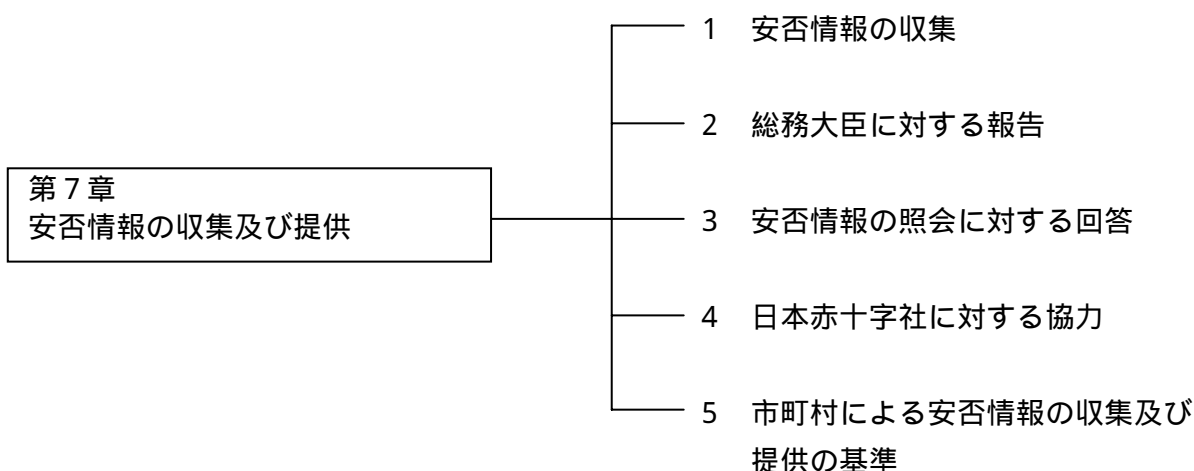 1 安否情報の収集
2 総務大臣に対する報告
第7章
安否情報の収集及び提供
3 安否情報の照会に対する回答
4 日本赤十字社に対する協力
5 市町村による安否情報の収集及び
提供の基準